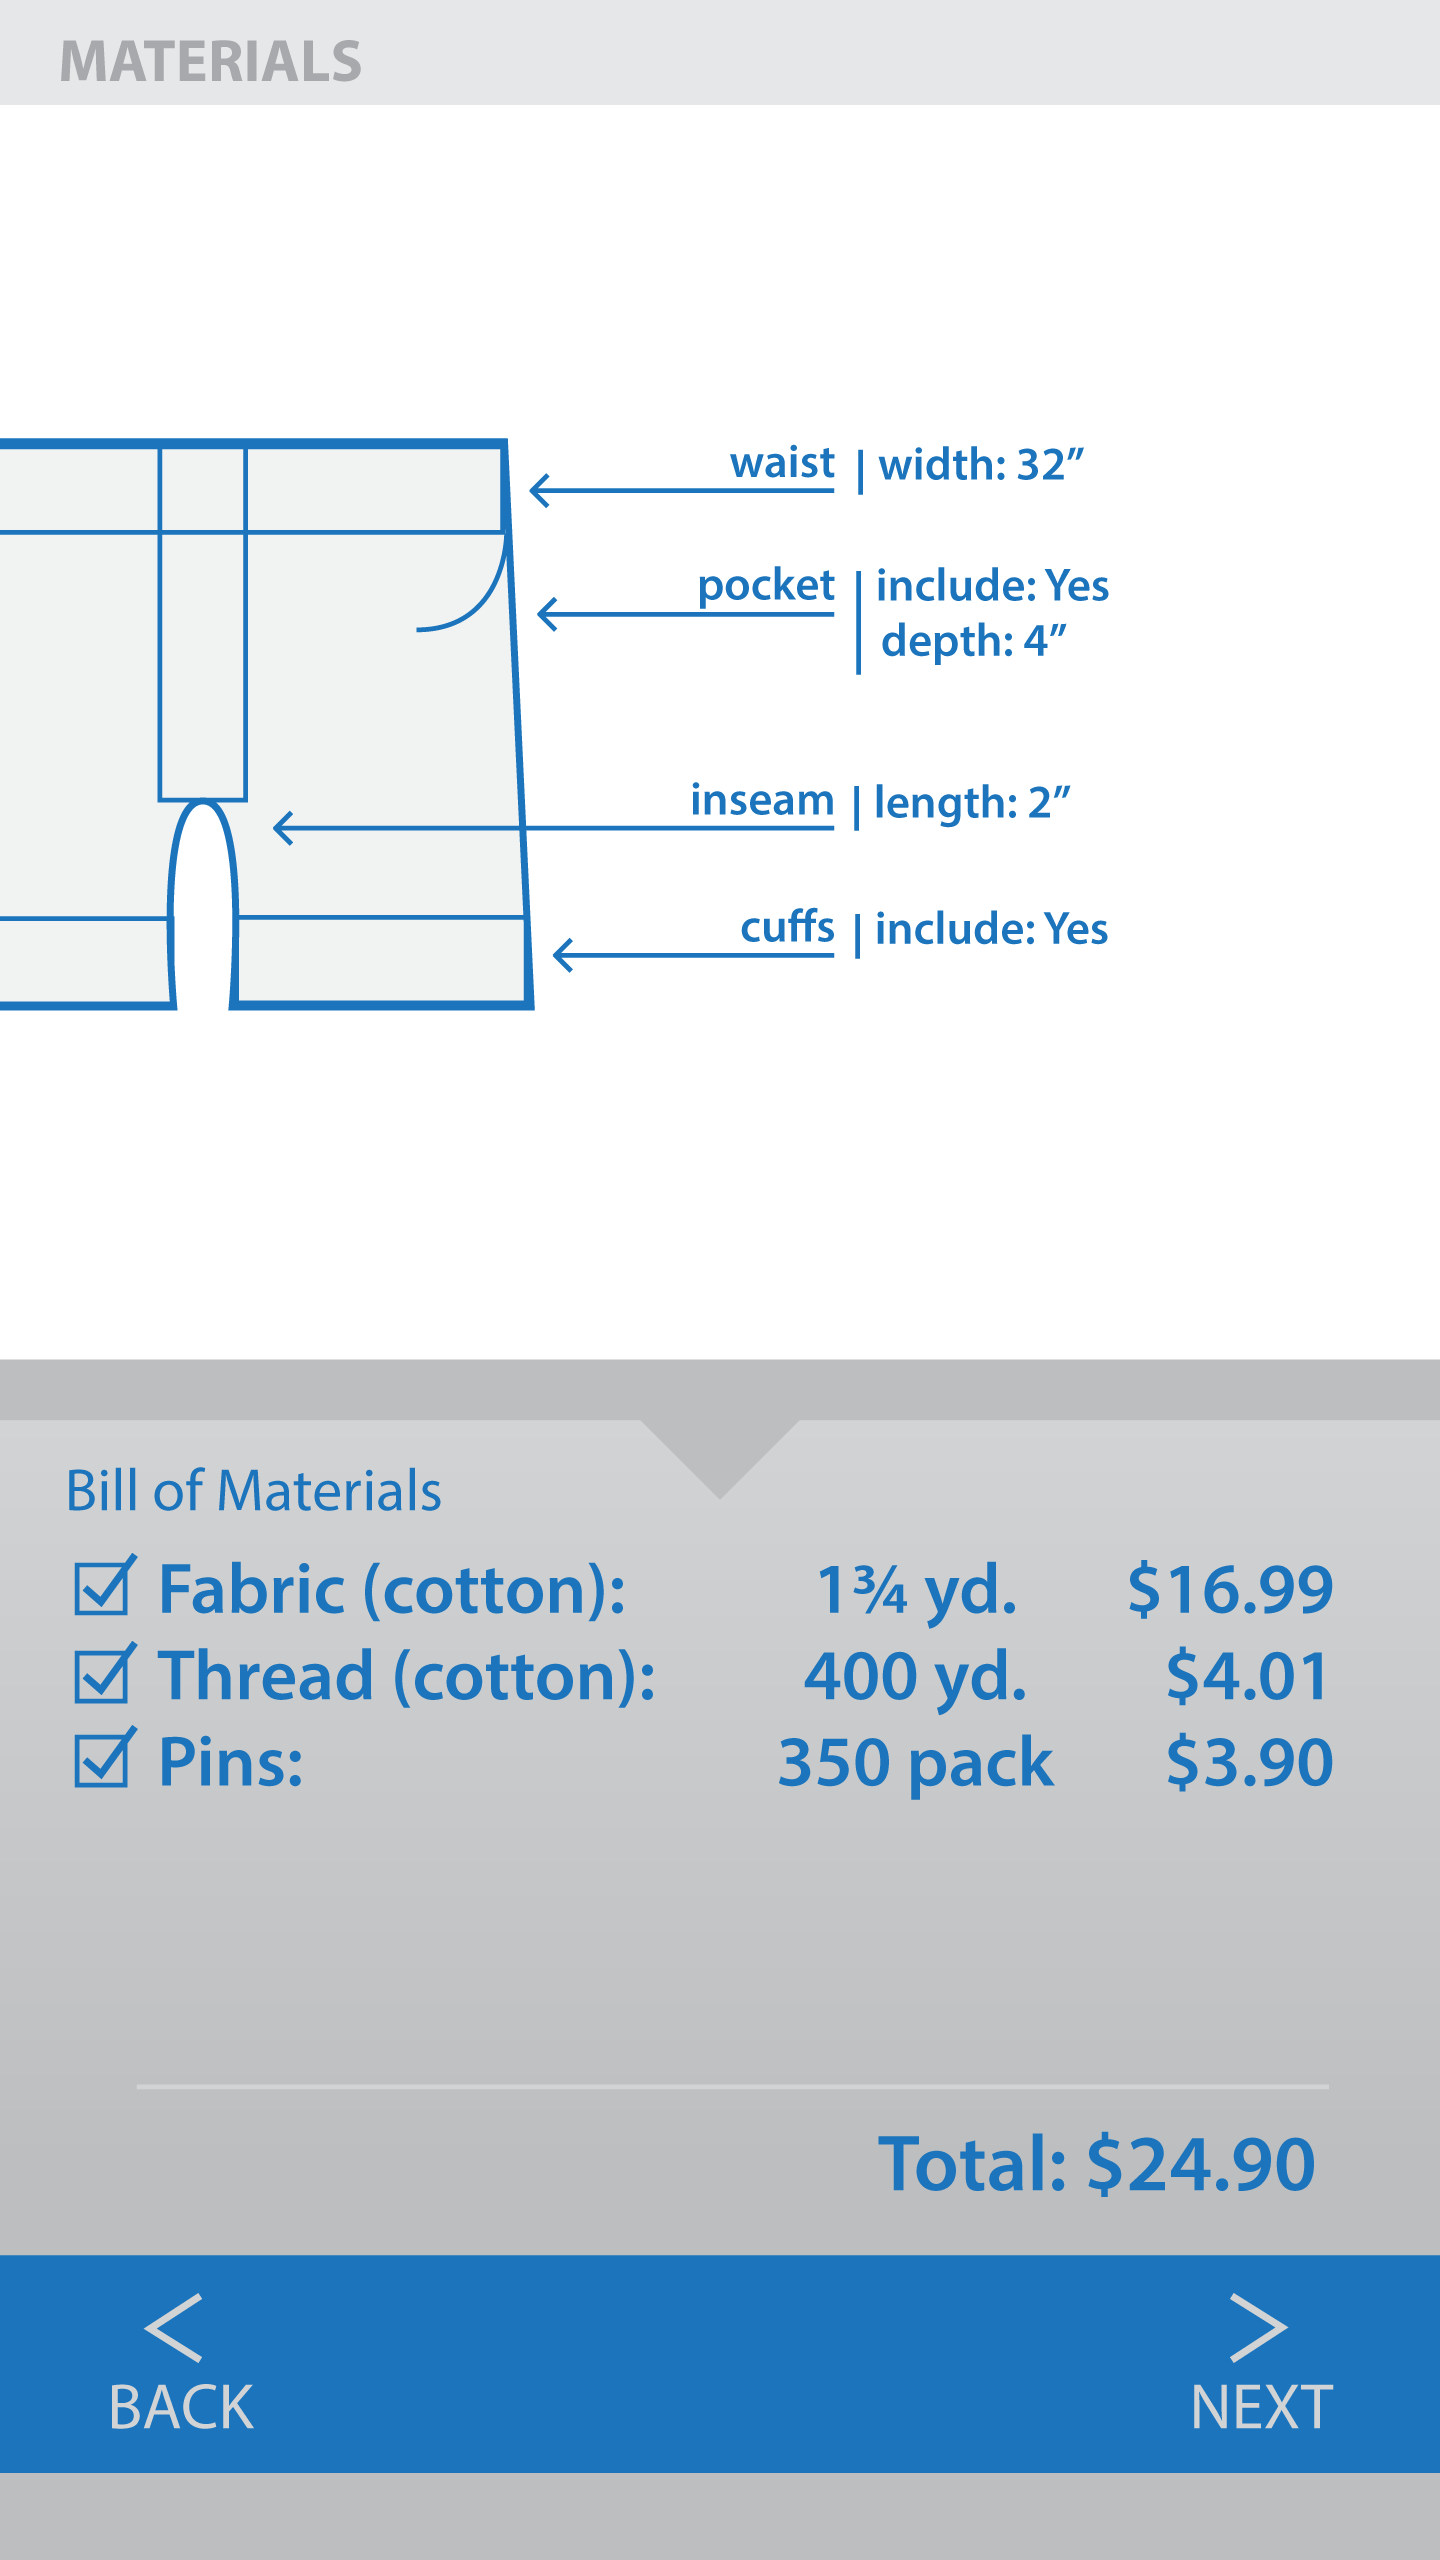 MATERIALS
waist | width: 32”
pocket | include: Yes
depth: 4”
inseam | length: 2”
cuffs | include: Yes
Bill of Materials
Fabric (cotton): 1¾ yd. $16.99
Thread (cotton): 400 yd. $4.01
Pins: 350 pack $3.90
Total: $24.90
BACK NEXT